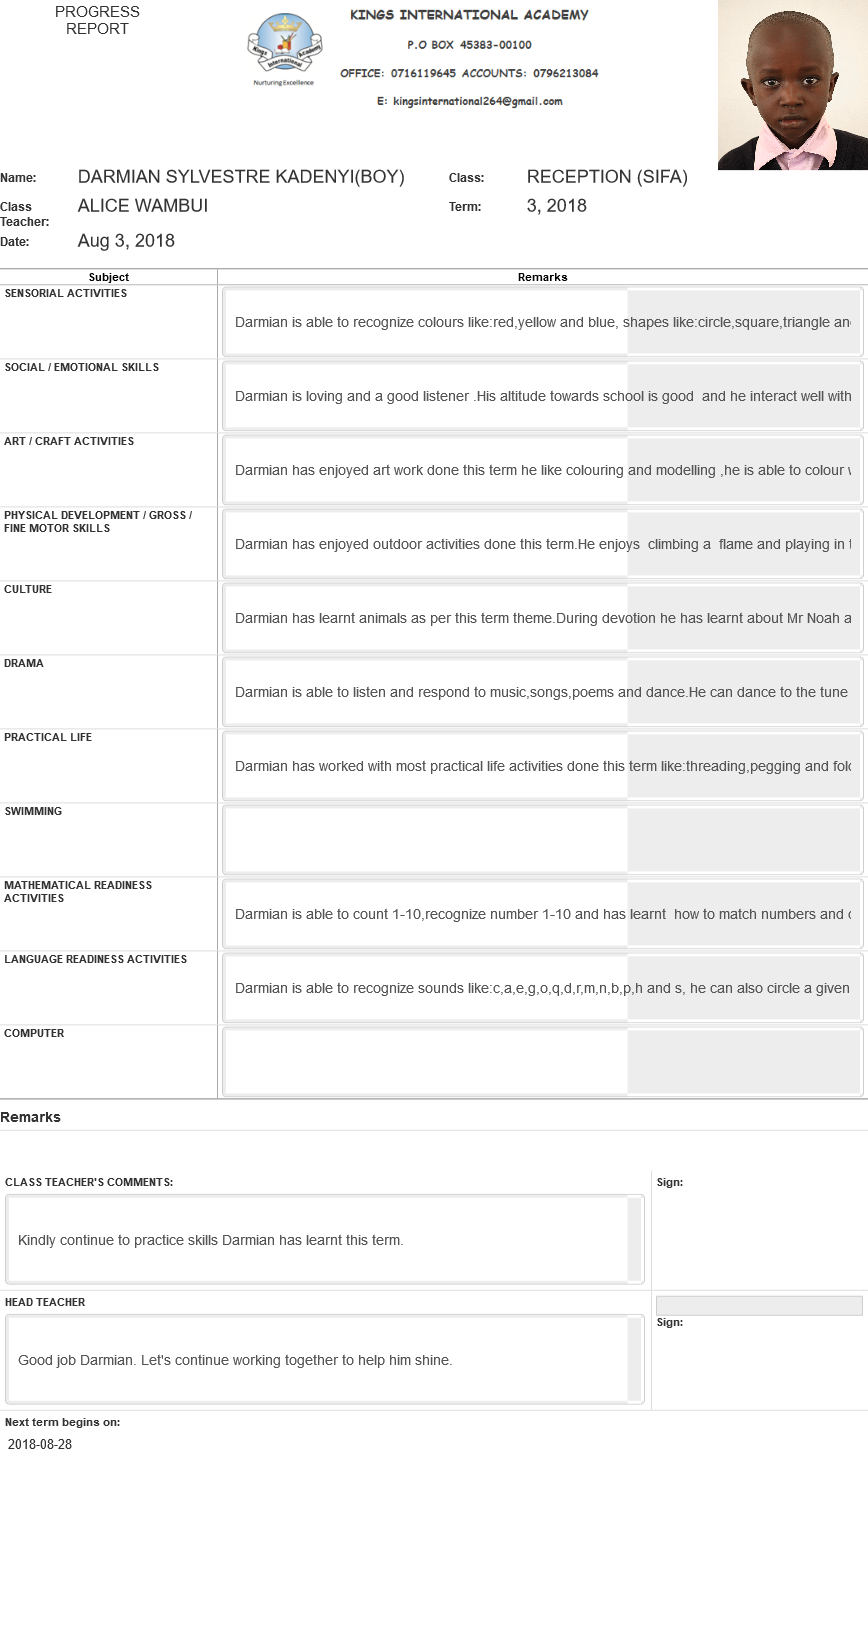 PROGRESS
REPORT
Kings International Academy
Nurturing Excellence
KINGS INTERNATIONAL ACADEMY
P.O BOX 45383-00100
OFFICE: 0716119645 ACCOUNTS: 0796213084
E: kingsinternational264@gmail.com
Name: DARMIAN SYLVESTRE KADENYI(BOY) Class: RECEPTION (SIFA)
Class Teacher: ALICE WAMBUI Term: 3, 2018
Date: Aug 3, 2018
Subject Remarks
SENSORIAL ACTIVITIES
Darmian is able to recognize colours like:red,yellow and blue, shapes like:circle,square,triangle
SOCIAL / EMOTIONAL SKILLS
Darmian is loving and a good listener .His altitude towards school is good  and he interact well with
ART / CRAFT ACTIVITIES
Darmian has enjoyed art work done this term he like colouring and modelling ,he is able to colour
PHYSICAL DEVELOPMENT / GROSS /
FINE MOTOR SKILLS
Darmian has enjoyed outdoor activities done this term.He enjoys  climbing a  flame and playing in
CULTURE
Darmian has learnt animals as per this term theme.During devotion he has learnt about Mr Noah a
DRAMA
Darmian is able to listen and respond to music,songs,poems and dance.He can dance to the tune
PRACTICAL LIFE
Darmian has worked with most practical life activities done this term like:threading,pegging and
SWIMMING
MATHEMATICAL READINESS
ACTIVITIES
Darmian is able to count 1-10,recognize number 1-10 and has learnt  how to match numbers and
LANGUAGE READINESS ACTIVITIES
Darmian is able to recognize sounds like:c,a,e,g,o,q,d,r,m,n,b,p,h and s, he can also circle a given
COMPUTER
Remarks
CLASS TEACHER'S COMMENTS: Sign:
Kindly continue to practice skills Darmian has learnt this term.
HEAD TEACHER
Sign:
Good job Darmian. Let's continue working together to help him shine.
Next term begins on:
2018-08-28